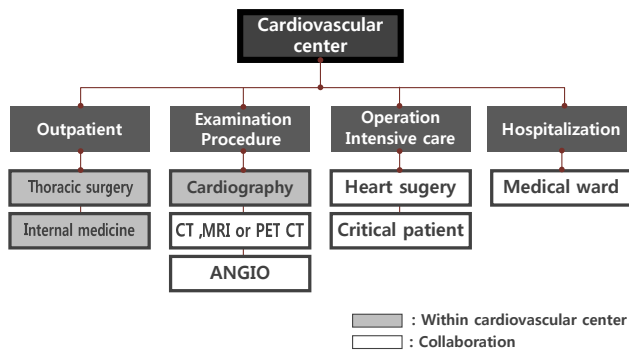 Cardiovascular
center
Outpatient
Examination
Procedure
Operation
Intensive care
Hospitalization
Thoracic surgery
Cardiography
Heart sugery
Medical ward
Internal medicine
CT ,MRI or PET CT
Critical patient
ANGIO
: Within cardiovascular center
: Collaboration